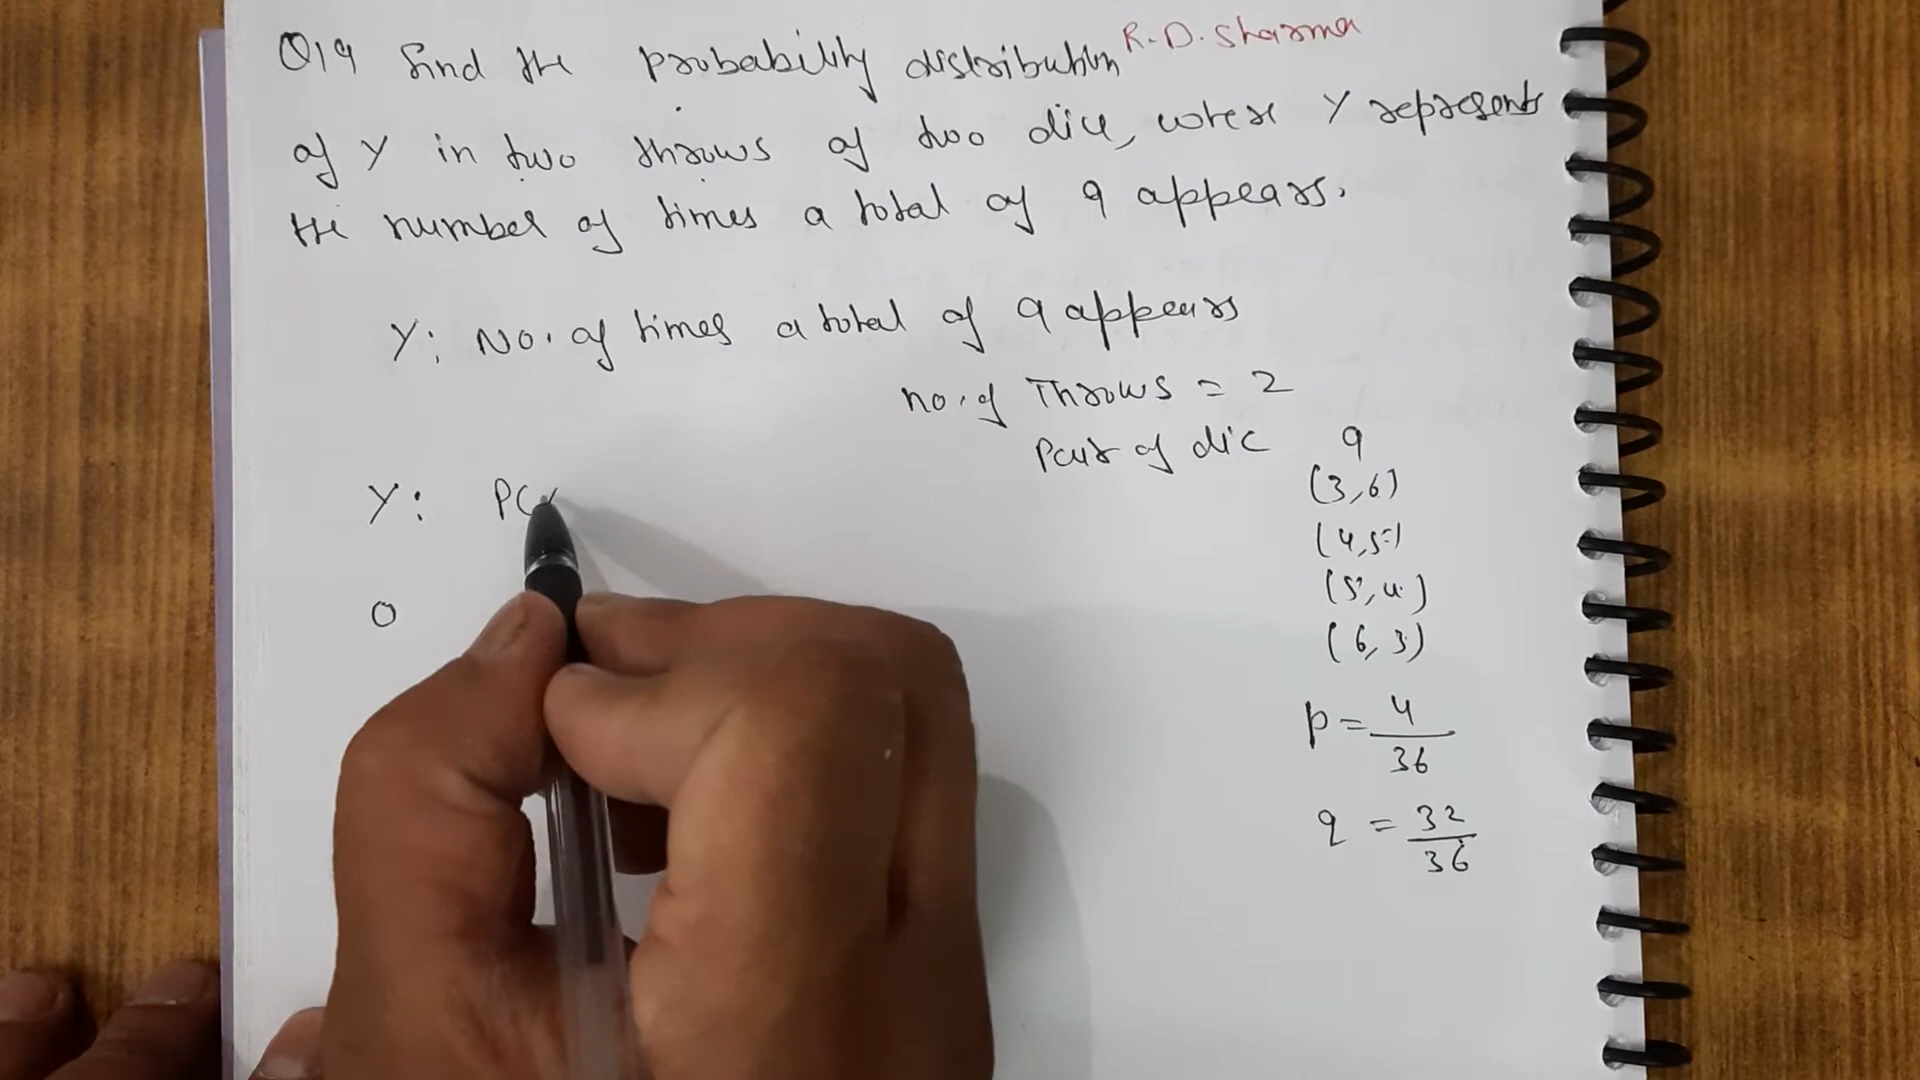 Q19 find the probability distribution R.D. Sharma
of Y in two throws of two dice, where Y represents
the number of times a total of 9 appears.
Y: No. of times a total of 9 appears
no. of Throws = 2
Pair of dic 9
(3,6)
(4,5)
Y: P(Y
(5,4)
0
(6,3)
p = 4/36
q = 32/36